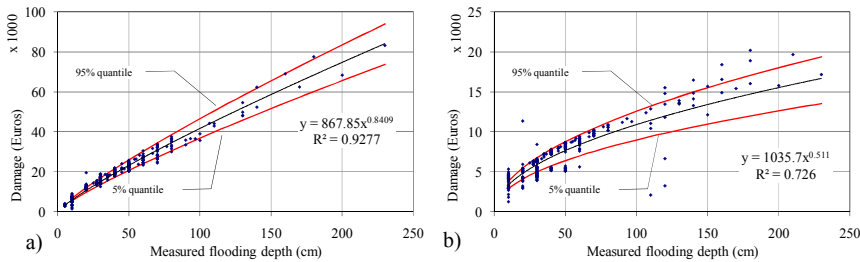 x 1000
Damage (Euros)
100
80
60
40
20
0
95% quantile
5% quantile
y = 867.85x^0.8409
R² = 0.9277
0 50 100 150 200 250
Measured flooding depth (cm)
a)
x 1000
Damage (Euros)
25
20
15
10
5
0
95% quantile
5% quantile
y = 1035.7x^0.511
R² = 0.726
0 50 100 150 200 250
Measured flooding depth (cm)
b)